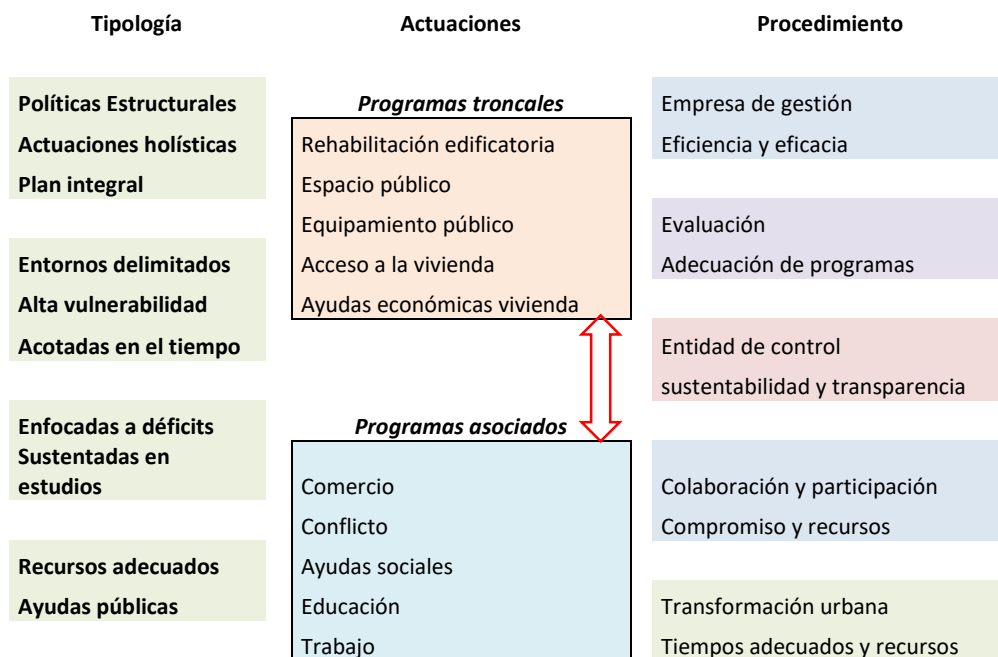 Tipología
Actuaciones
Procedimiento
Políticas Estructurales
Actuaciones holísticas
Plan integral
Entornos delimitados
Alta vulnerabilidad
Acotadas en el tiempo
Enfocadas a déficits
Sustentadas en
estudios
Recursos adecuados
Ayudas públicas
Programas troncales
Rehabilitación edificatoria
Espacio público
Equipamiento público
Acceso a la vivienda
Ayudas económicas vivienda
Programas asociados
Comercio
Conflicto
Ayudas sociales
Educación
Trabajo
Empresa de gestión
Eficiencia y eficacia
Evaluación
Adecuación de programas
Entidad de control
sustentabilidad y transparencia
Colaboración y participación
Compromiso y recursos
Transformación urbana
Tiempos adecuados y recursos